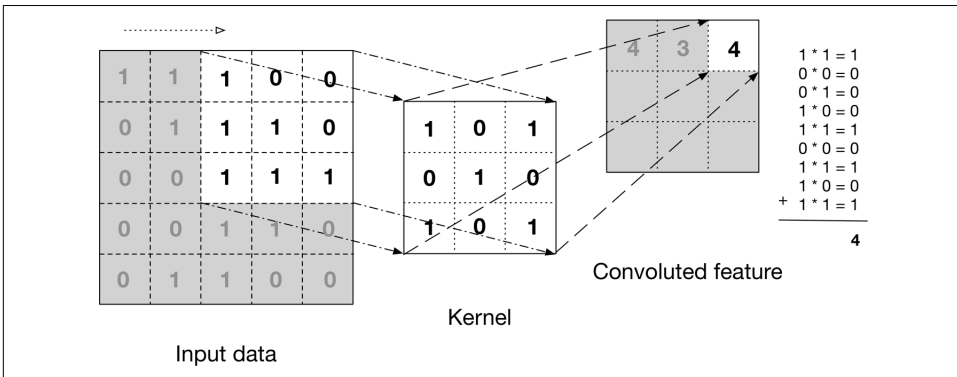 1 1 1 0 0
0 1 1 1 0
0 0 1 1 1
0 0 1 1 0
0 1 1 0 0
Input data
1 0 1
0 1 0
1 0 1
Kernel
4 3 4
Convoluted feature
1 * 1 = 1
0 * 0 = 0
0 * 1 = 0
1 * 0 = 0
1 * 1 = 1
0 * 0 = 0
1 * 1 = 1
1 * 0 = 0
+ 1 * 1 = 1
4